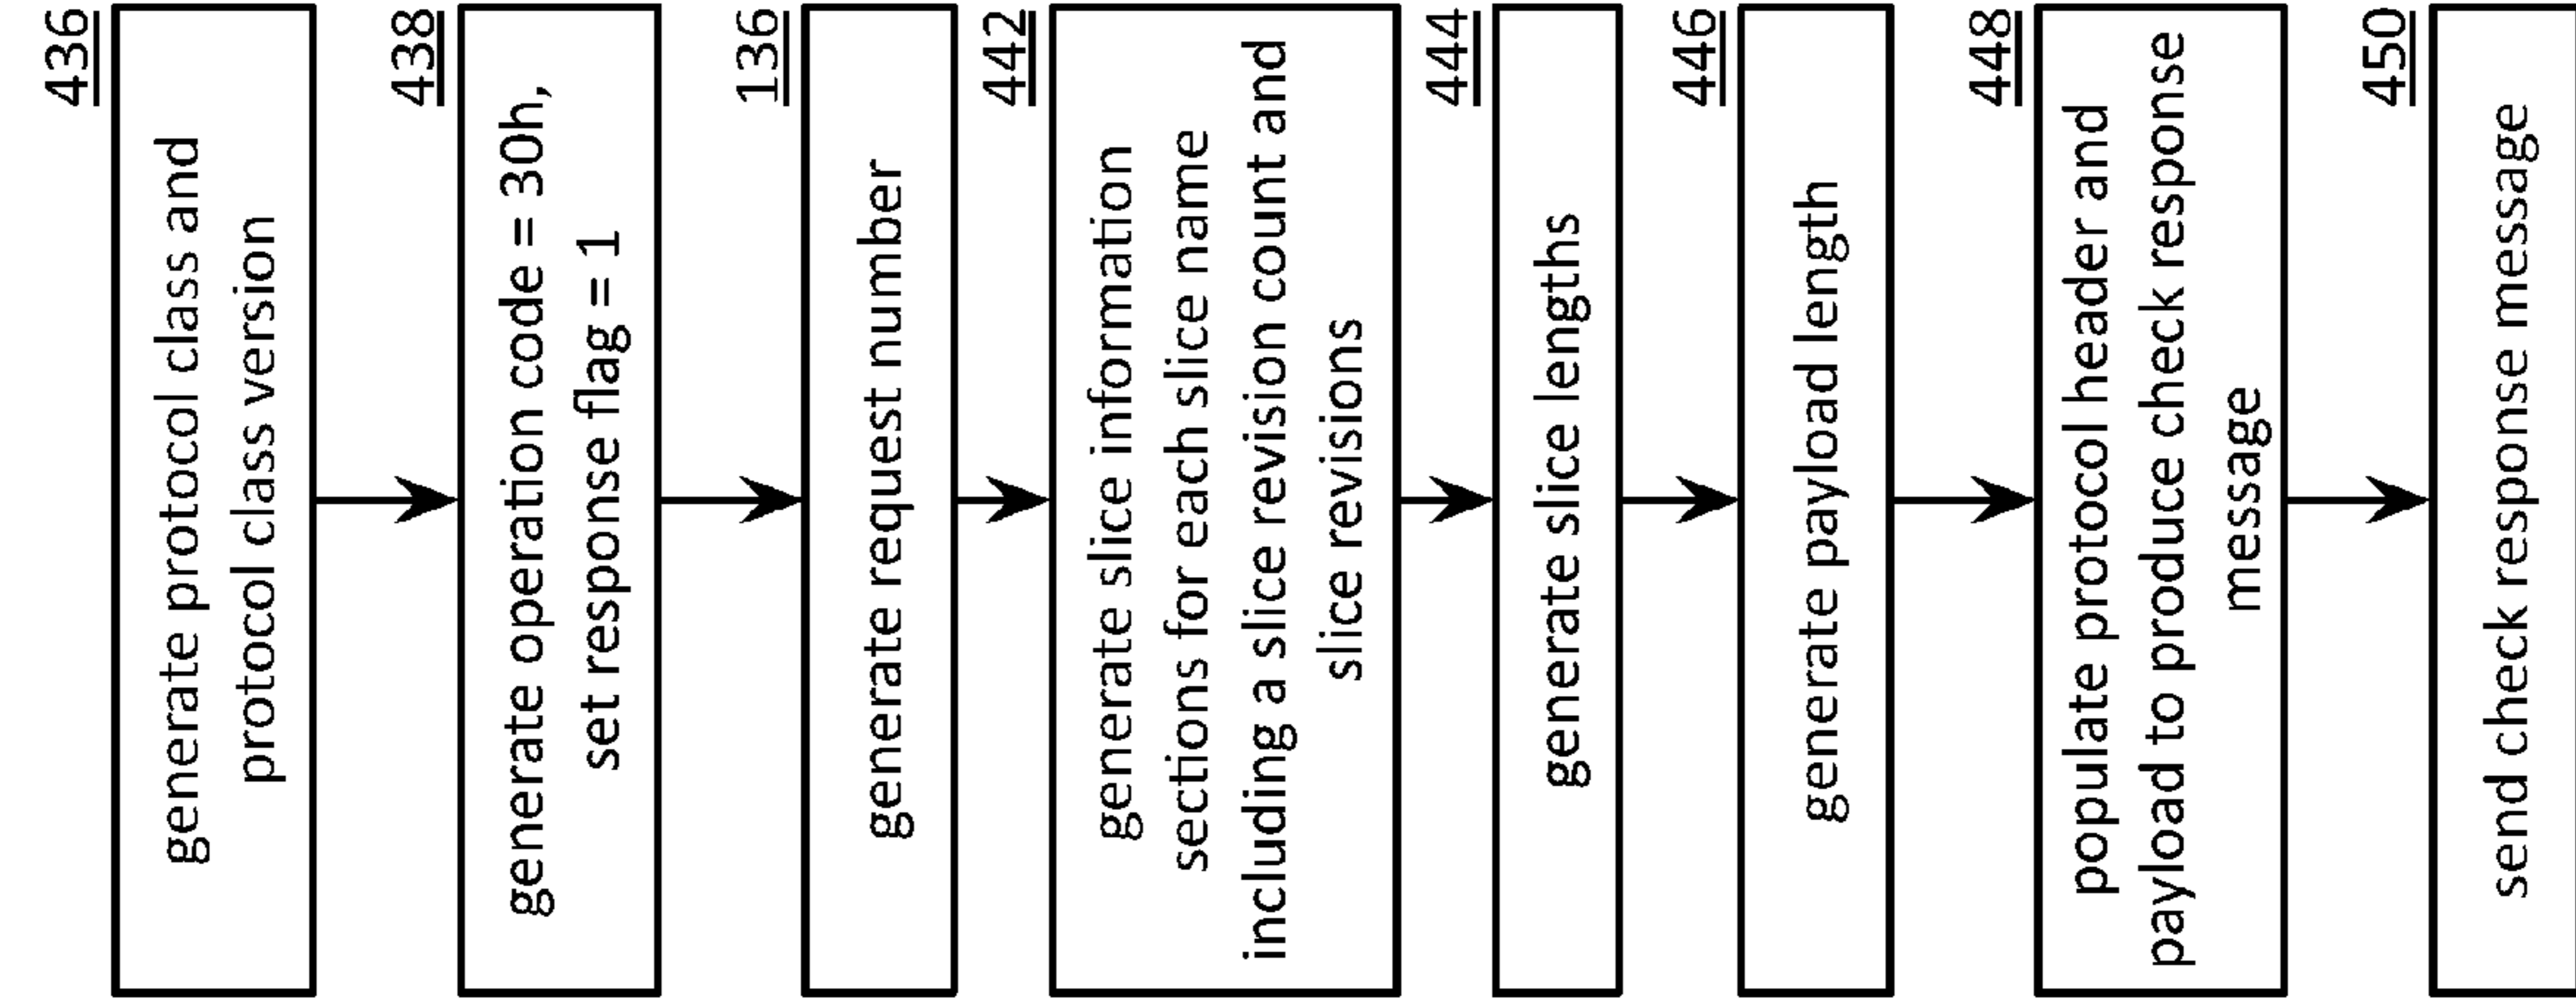 436
generate protocol class and
protocol class version
438
generate operation code = 30h,
set response flag = 1
136
generate request number
442
generate slice information
sections for each slice name
including a slice revision count and
slice revisions
444
generate slice lengths
446
generate payload length
448
populate protocol header and
payload to produce check response
message
450
send check response message